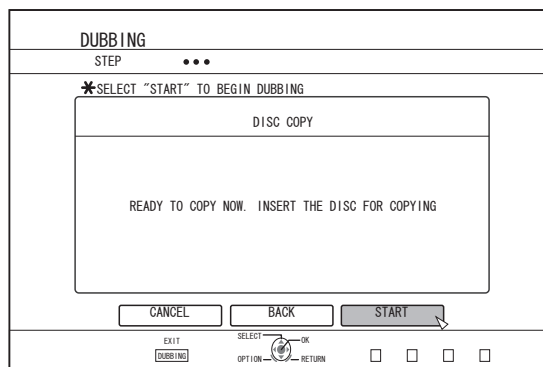 DUBBING
STEP
✱SELECT "START" TO BEGIN DUBBING
DISC COPY
READY TO COPY NOW. INSERT THE DISC FOR COPYING
CANCEL BACK START
EXIT
DUBBING
SELECT OK
OPTION RETURN